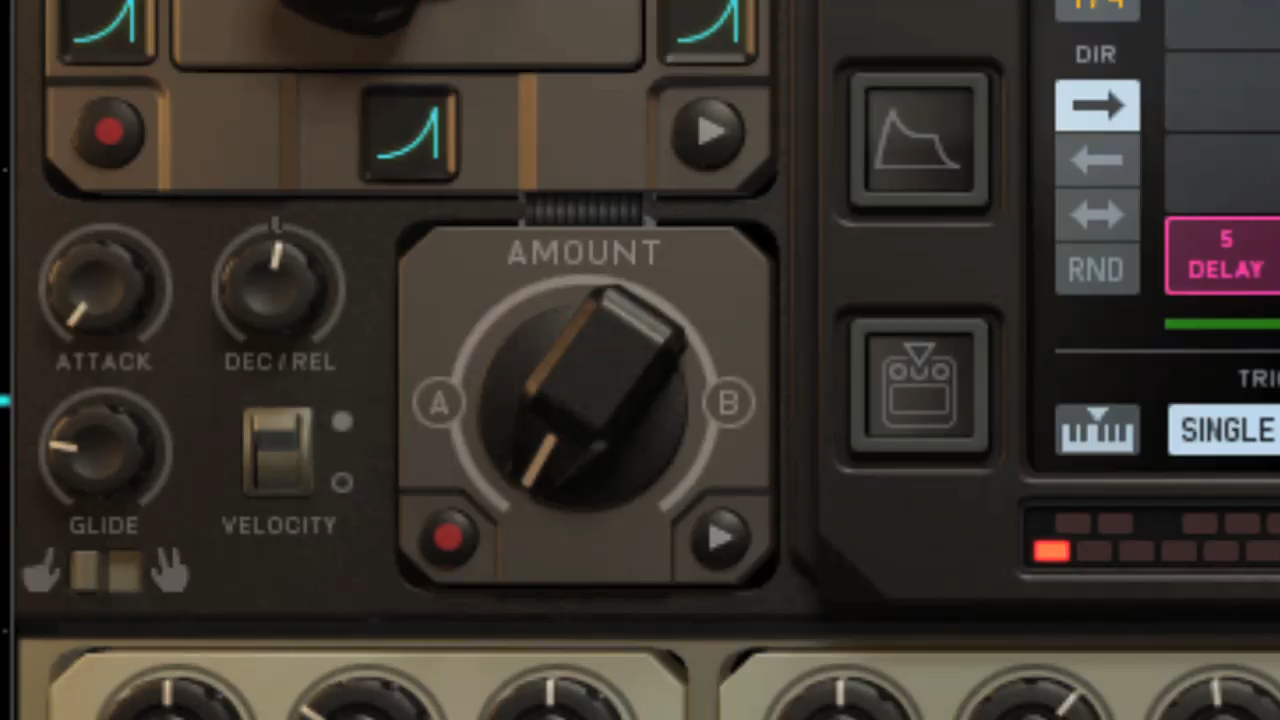 DIR
AMOUNT
A
B
ATTACK
DEC/REL
GLIDE
VELOCITY
RND
5
DELAY
SINGLE